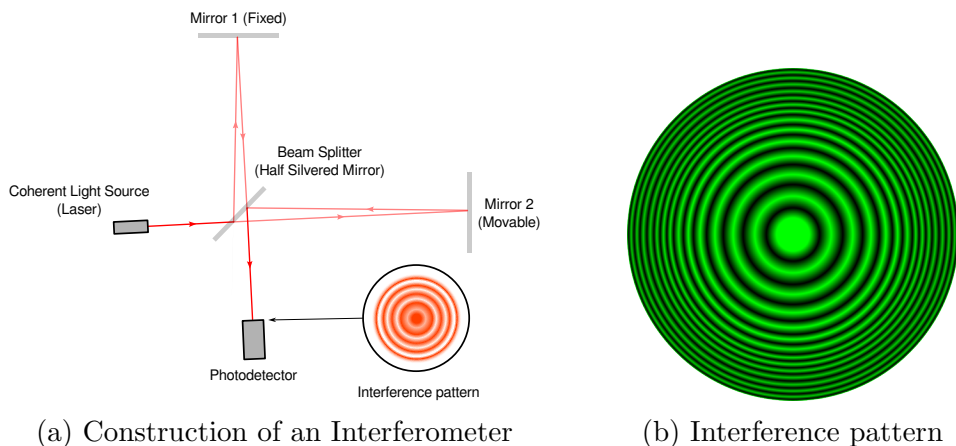 Mirror 1 (Fixed)
Beam Splitter
(Half Silvered Mirror)
Coherent Light Source
(Laser)
Mirror 2
(Movable)
Photodetector
Interference pattern
(a) Construction of an Interferometer
(b) Interference pattern